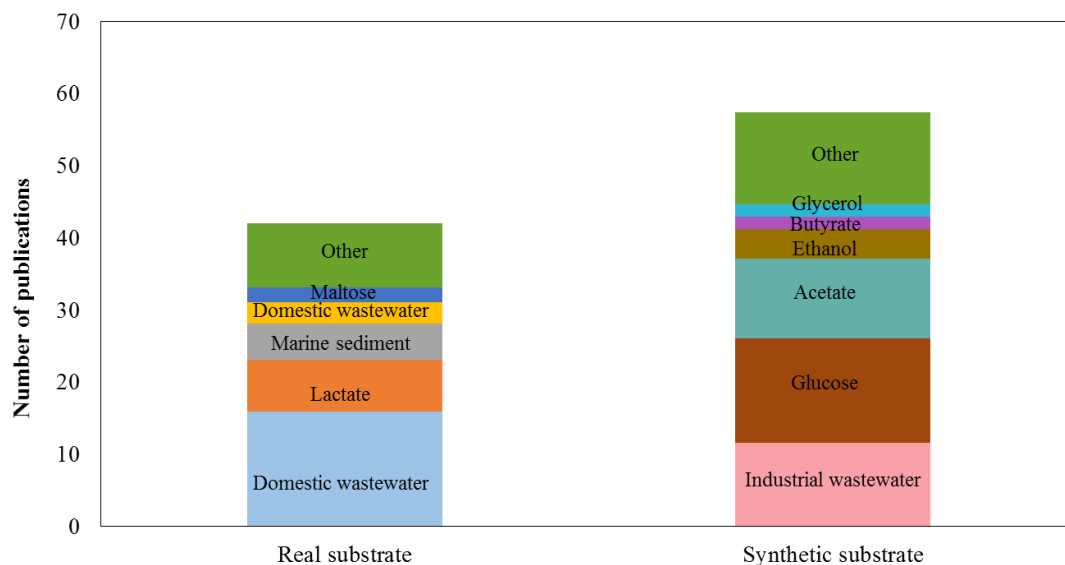 Number of publications
70
60
50
40
30
20
10
0
Other
Maltose
Domestic wastewater
Marine sediment
Lactate
Domestic wastewater
Other
Glycerol
Butyrate
Ethanol
Acetate
Glucose
Industrial wastewater
Real substrate
Synthetic substrate